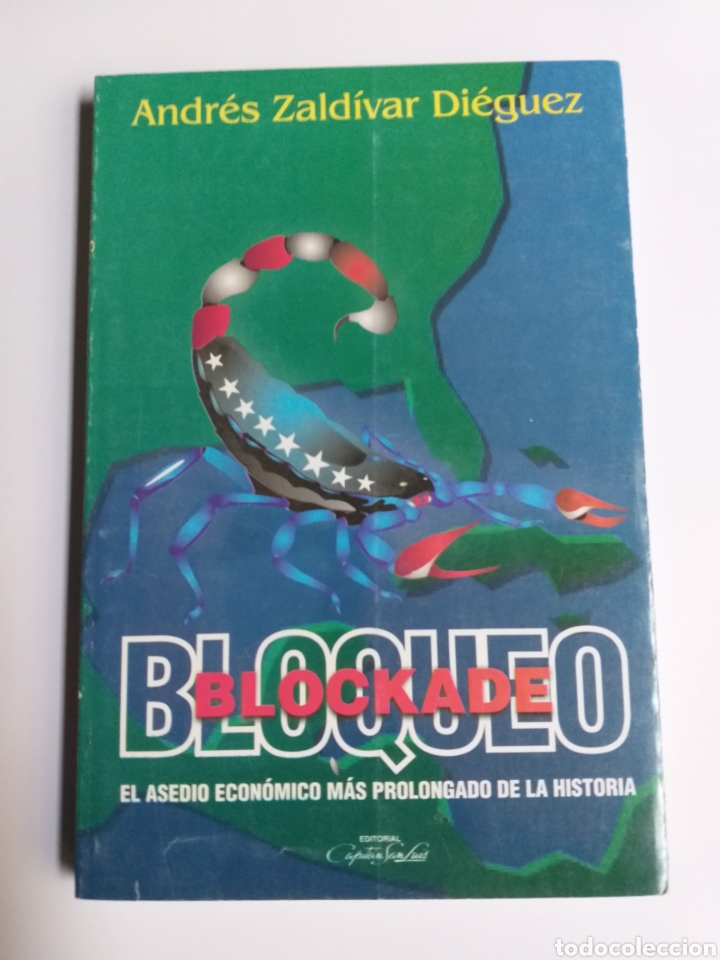 Andrés Zaldívar Diéguez
BLOQUEO
BLOCKADE
EL ASEDIO ECONÓMICO MÁS PROLONGADO DE LA HISTORIA
EDITORIAL
Capitán San Luis
todocoleccion